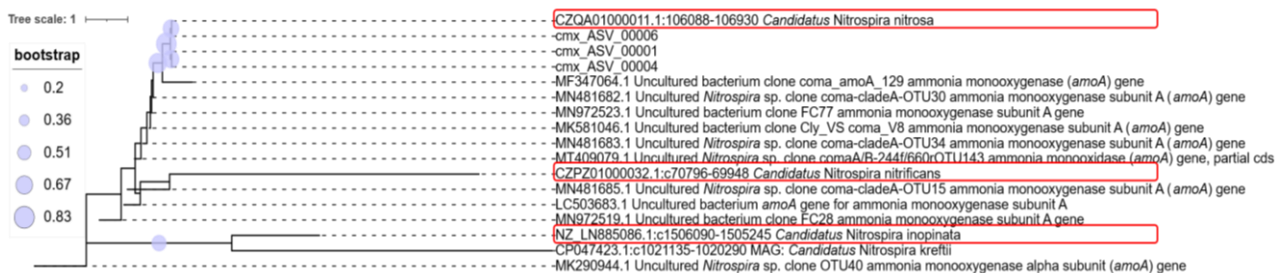 Tree scale: 1
bootstrap
0.2
0.36
0.51
0.67
0.83
CZQA01000011.1:106088-106930 Candidatus Nitrospira nitrosa
cmx_ASV_00006
cmx_ASV_00001
cmx_ASV_00004
MF347064.1 Uncultured bacterium clone coma_amoA_129 ammonia monooxygenase (amoA) gene
MN481682.1 Uncultured Nitrospira sp. clone coma-cladeA-OTU30 ammonia monooxygenase subunit A (amoA) gene
MN972523.1 Uncultured bacterium clone FC77 ammonia monooxygenase subunit A gene
MK581046.1 Uncultured bacterium clone Cly_VS coma_V8 ammonia monooxygenase subunit A (amoA) gene
MN481683.1 Uncultured Nitrospira sp. clone coma-cladeA-OTU34 ammonia monooxygenase subunit A (amoA) gene
MT409079.1 Uncultured Nitrospira sp. clone comaA/B-244f/660rOTU143 ammonia monooxidase (amoA) gene, partial cds
CZPZ01000032.1:c70796-69948 Candidatus Nitrospira nitrificans
MN481685.1 Uncultured Nitrospira sp. clone coma-cladeA-OTU15 ammonia monooxygenase subunit A (amoA) gene
LC503683.1 Uncultured bacterium amoA gene for ammonia monooxygenase subunit A
MN972519.1 Uncultured bacterium clone FC28 ammonia monooxygenase subunit A gene
NZ_LN885086.1:c1506090-1505245 Candidatus Nitrospira inopinata
CP047423.1:c1021135-1020290 MAG: Candidatus Nitrospira kreftii
MK290944.1 Uncultured Nitrospira sp. clone OTU40 ammonia monooxygenase alpha subunit (amoA) gene